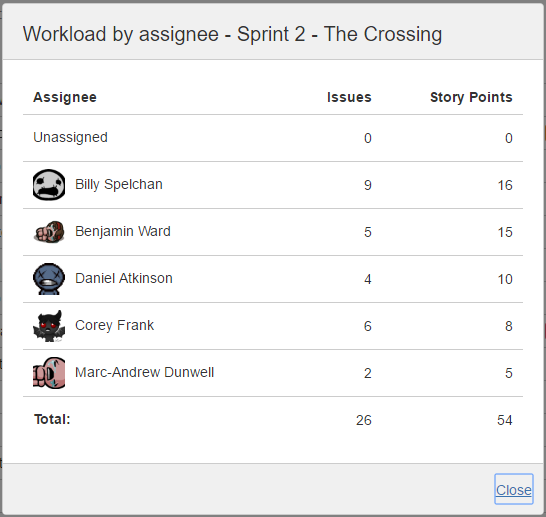 Workload by assignee - Sprint 2 - The Crossing
Assignee Issues Story Points
Unassigned 0 0
Billy Spelchan 9 16
Benjamin Ward 5 15
Daniel Atkinson 4 10
Corey Frank 6 8
Marc-Andrew Dunwell 2 5
Total: 26 54
Close